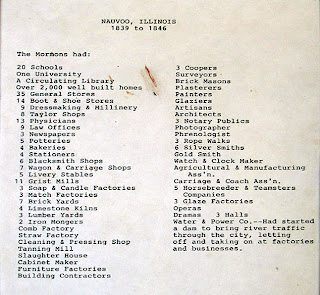 NAUVOO, ILLINOIS
1839 to 1846
The Mormons had:
20 Schools
One University
A Circulating Library
Over 2,000 well built homes
35 General Stores
14 Boot & Shoe Stores
9 Dressmaking & Millinery
8 Taylor Shops
13 Physicians
9 Law Offices
3 Newspapers
5 Potteries
4 Bakeries
4 Stationers
6 Blacksmith Shops
7 Wagon & Carriage Shops
5 Livery Stables
11 Grist Mills
3 Soap & Candle Factories
3 Match Factories
7 Brick Yards
4 Limestone Kilns
3 Lumber Yards
2 Iron Mongers
Comb Factory
Straw Factory
Cleaning & Pressing Shop
Tanning Mill
Slaughter House
Cabinet Maker
Furniture Factories
Building Contractors
3 Coopers
Surveyors
Brick Masons
Plasterers
Painters
Glaziers
Artisans
Architects
3 Notary Publics
Photographer
Phrenologist
3 Rope Walks
6 Silver Smiths
Gold Smith
Watch & Clock Maker
Agricultural & Manufacturing
Ass'n.
Carriage & Coach Ass'n.
5 Horsebreeder & Teamsters
Companies
3 Glaze Factories
Operas
Dramas 3 Halls
Water & Power Co.--Had started
a dam to bring river traffic
through the city, letting
off and taking on at factories
and businesses.